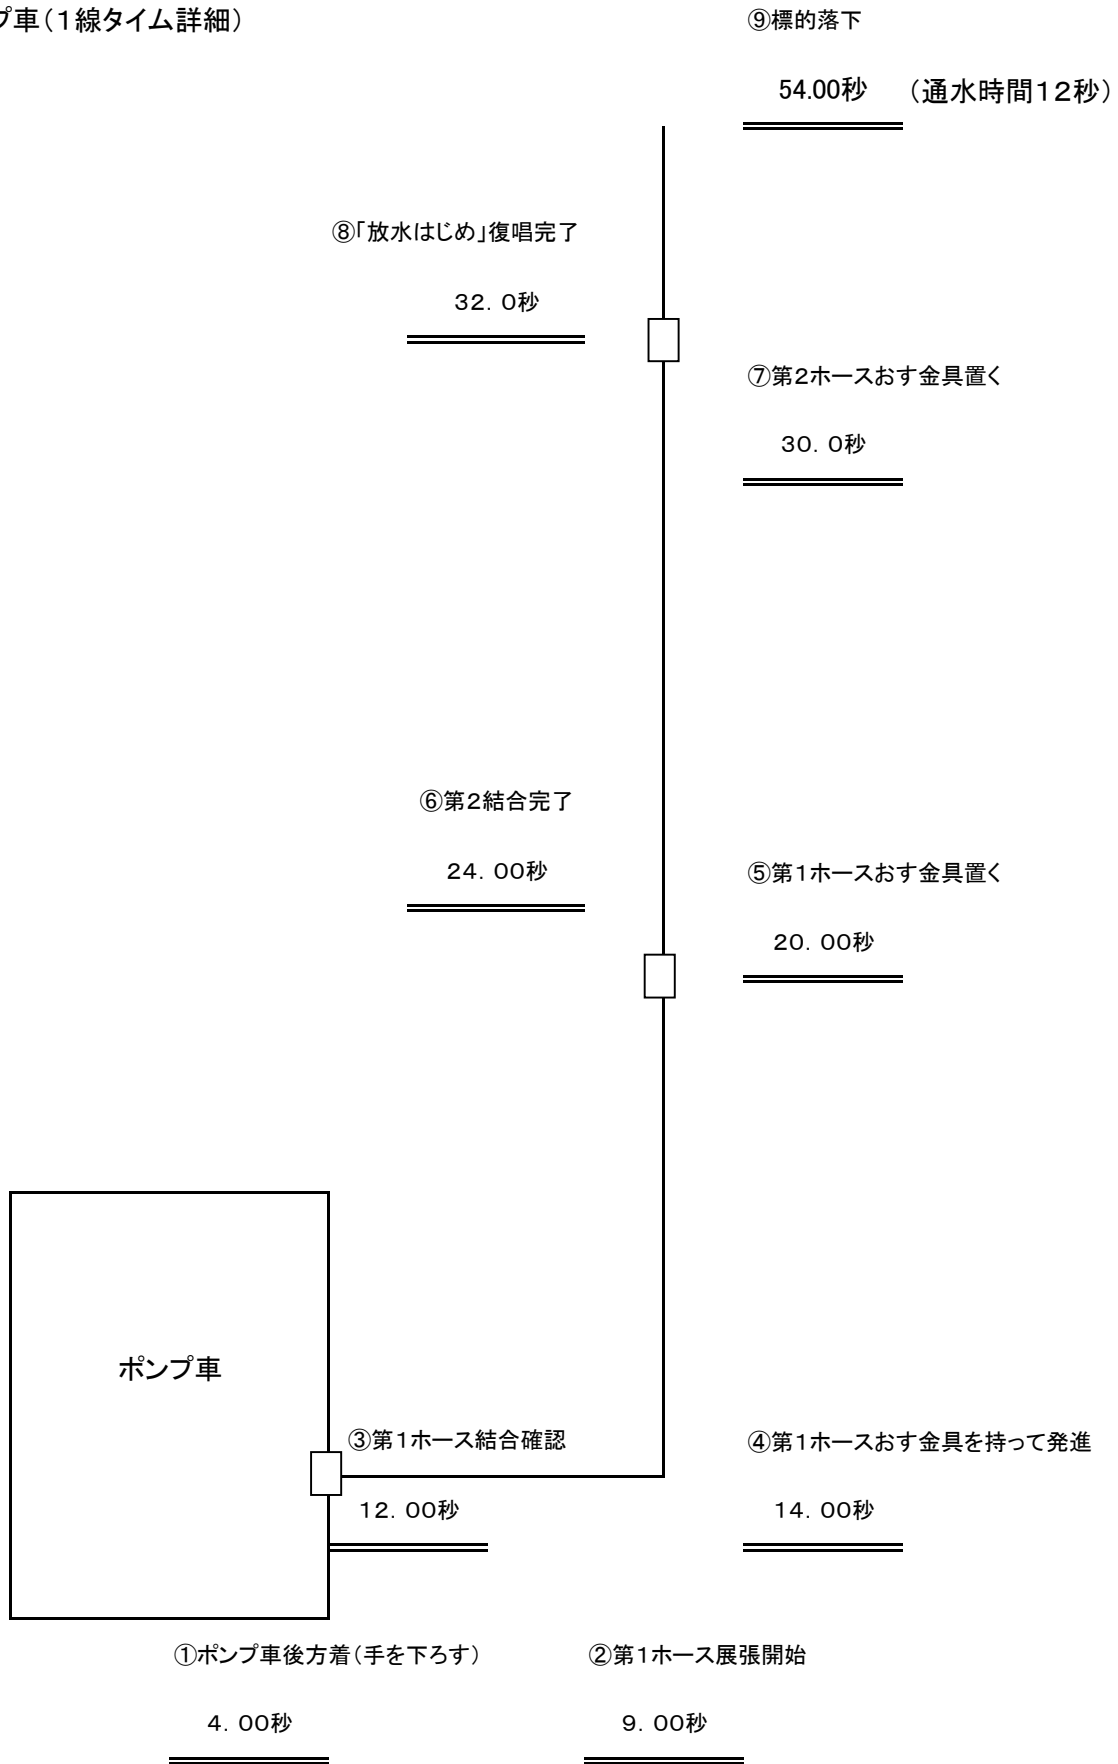 プ車（１線タイム詳細）
⑨標的落下
54.00秒　（通水時間１２秒）
⑧「放水はじめ」復唱完了
３２．０秒
⑦第２ホースおす金具置く
３０．０秒
⑥第２結合完了
２４．００秒
⑤第１ホースおす金具置く
２０．００秒
ポンプ車
③第１ホース結合確認
④第１ホースおす金具を持って発進
１２．００秒
１４．００秒
①ポンプ車後方着（手を下ろす）
②第１ホース展張開始
４．００秒
９．００秒